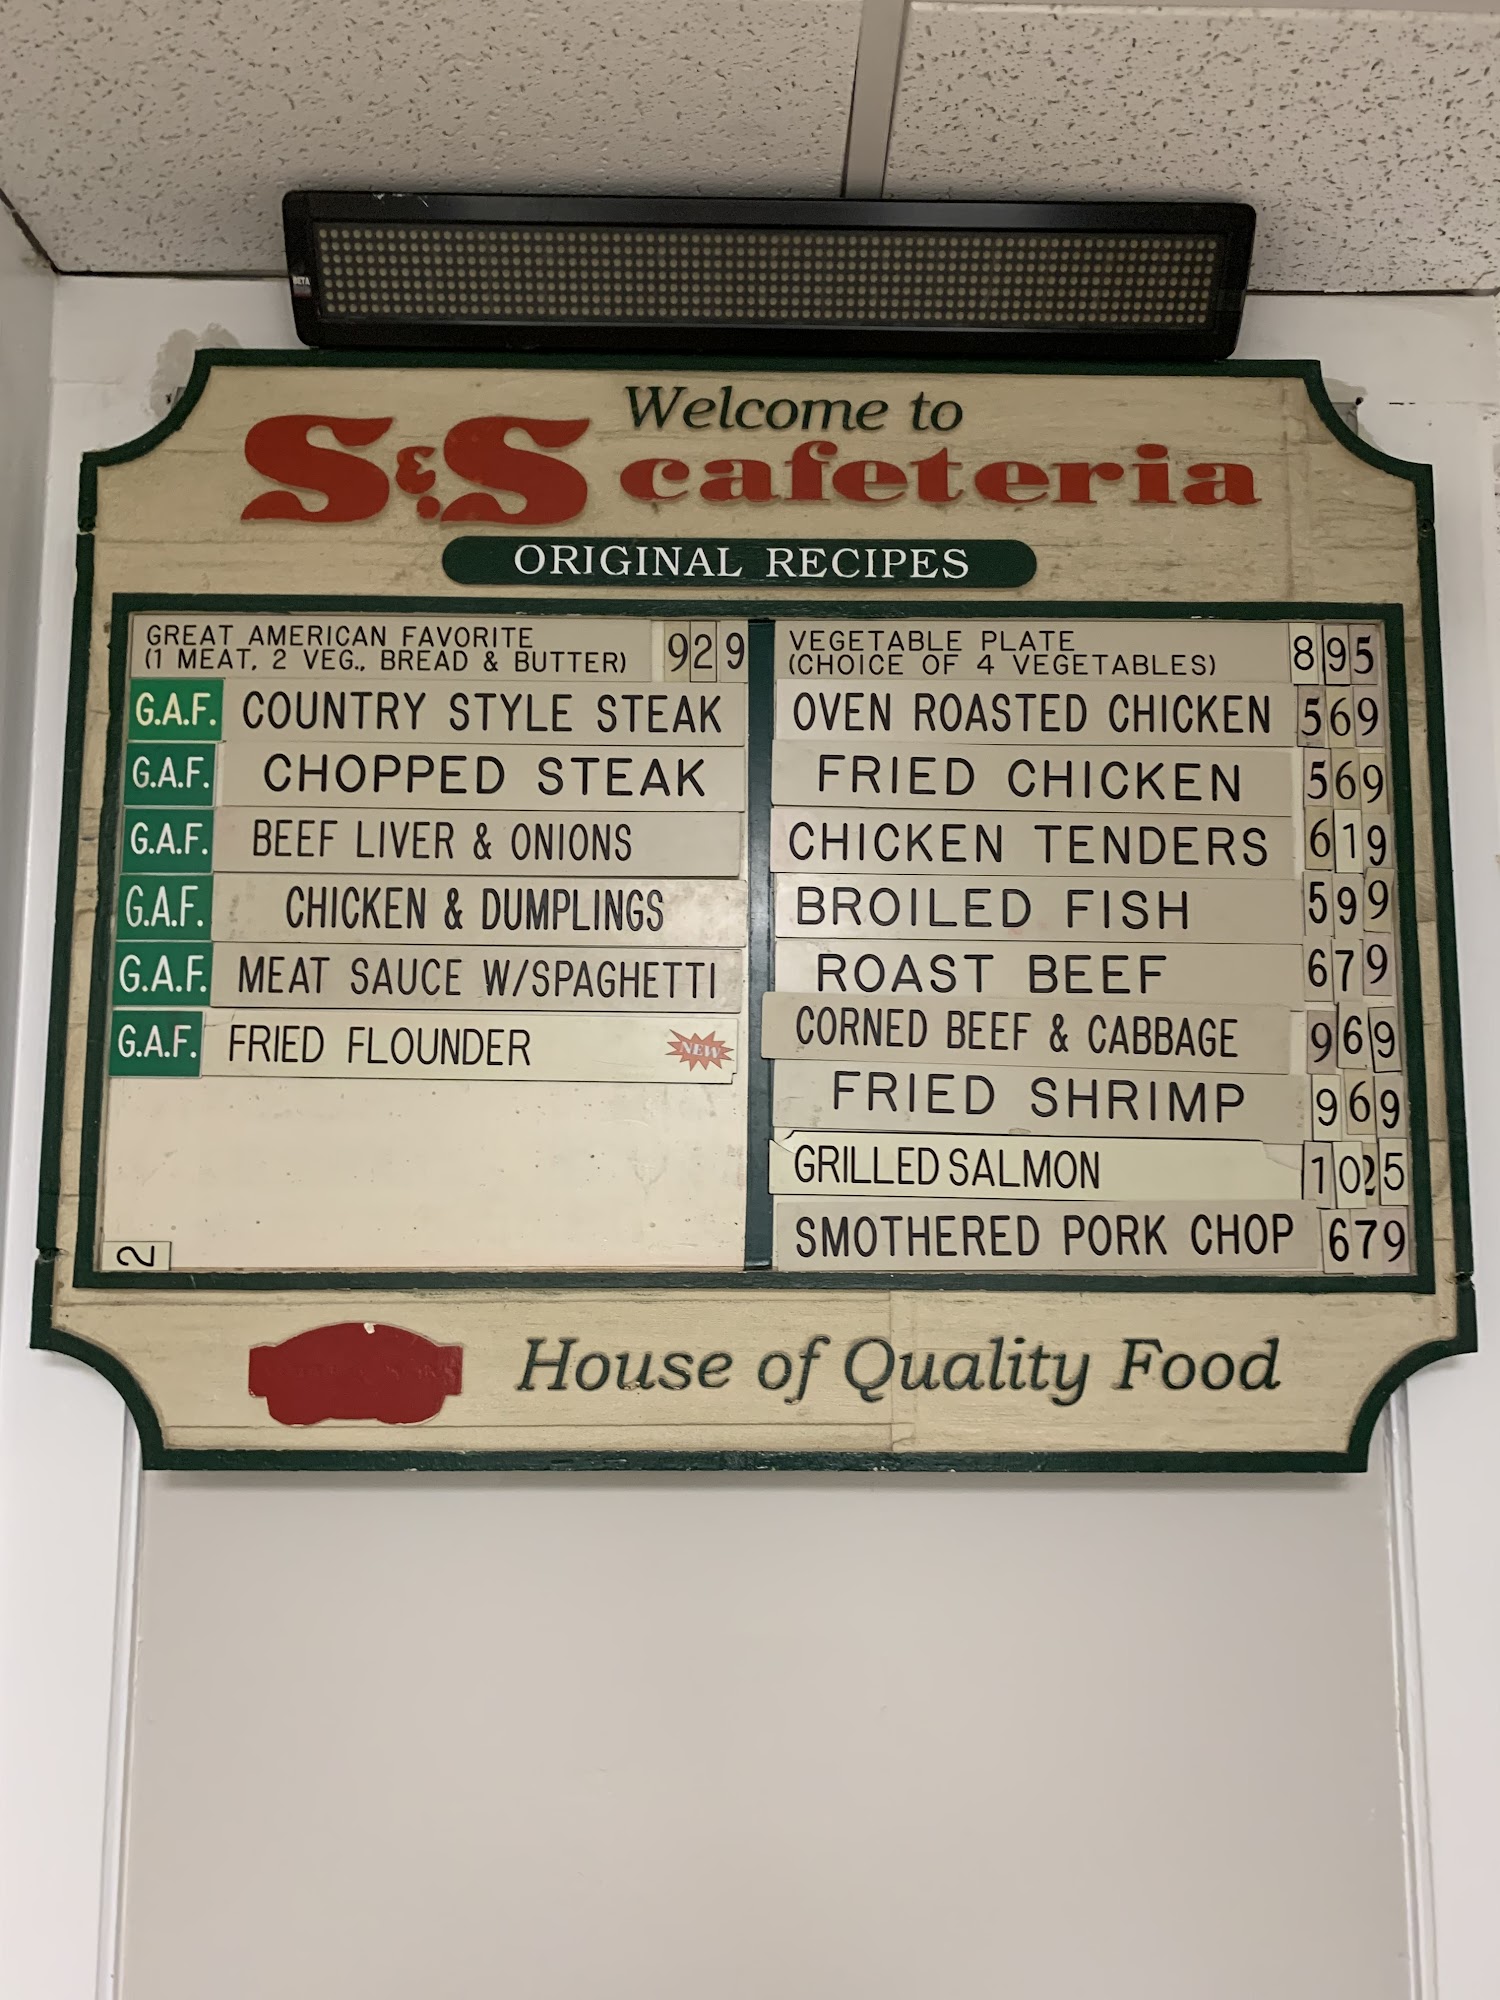 BETA
Welcome to
S&S cafeteria
ORIGINAL RECIPES
GREAT AMERICAN FAVORITE
(1 MEAT, 2 VEG., BREAD & BUTTER) 929
G.A.F. COUNTRY STYLE STEAK
G.A.F. CHOPPED STEAK
G.A.F. BEEF LIVER & ONIONS
G.A.F. CHICKEN & DUMPLINGS
G.A.F. MEAT SAUCE W/SPAGHETTI
G.A.F. FRIED FLOUNDER NEW
2
VEGETABLE PLATE
(CHOICE OF 4 VEGETABLES) 895
OVEN ROASTED CHICKEN 569
FRIED CHICKEN 569
CHICKEN TENDERS 619
BROILED FISH 599
ROAST BEEF 679
CORNED BEEF & CABBAGE 969
FRIED SHRIMP 969
GRILLED SALMON 1025
SMOTHERED PORK CHOP 679
House of Quality Food